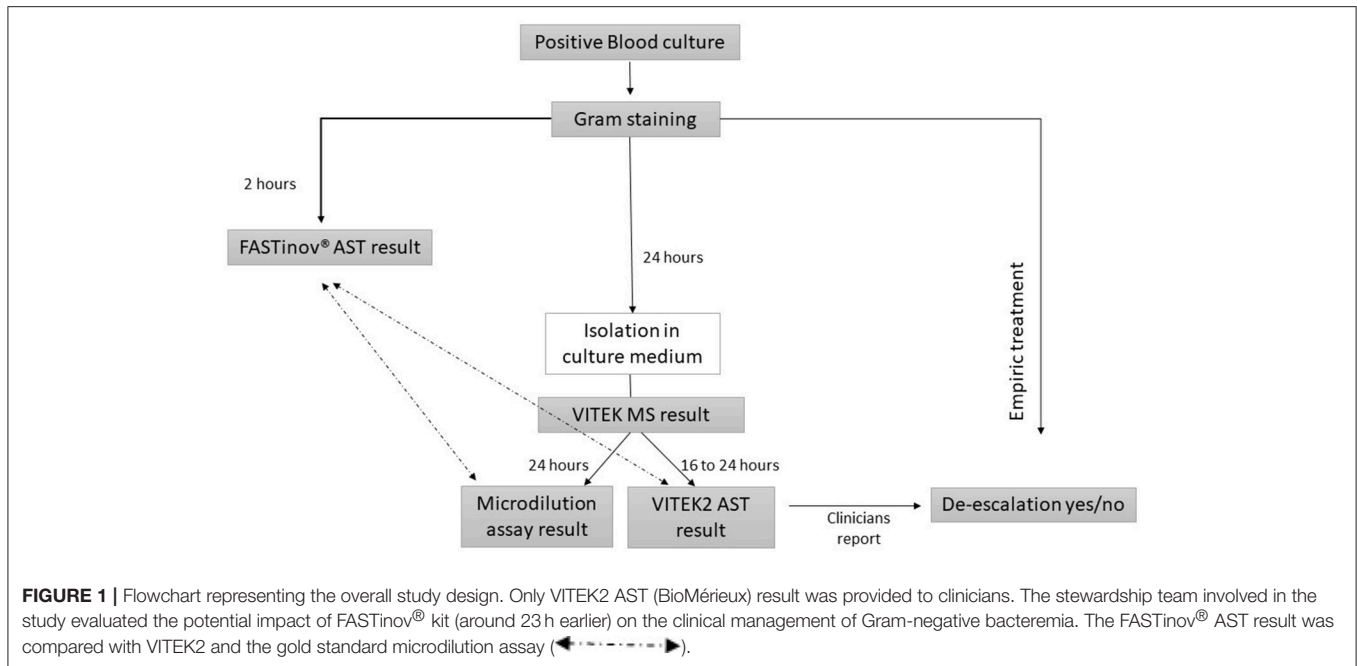 Positive Blood culture
Gram staining
2 hours
FASTinov® AST result
24 hours
Isolation in
culture medium
VITEK MS result
24 hours
16 to 24 hours
Microdilution
assay result
VITEK2 AST
result
Clinicians
report
Empiric treatment
De-escalation yes/no
FIGURE 1 | Flowchart representing the overall study design. Only VITEK2 AST (BioMérieux) result was provided to clinicians. The stewardship team involved in the
study evaluated the potential impact of FASTinov® kit (around 23 h earlier) on the clinical management of Gram-negative bacteremia. The FASTinov® AST result was
compared with VITEK2 and the gold standard microdilution assay ( ).